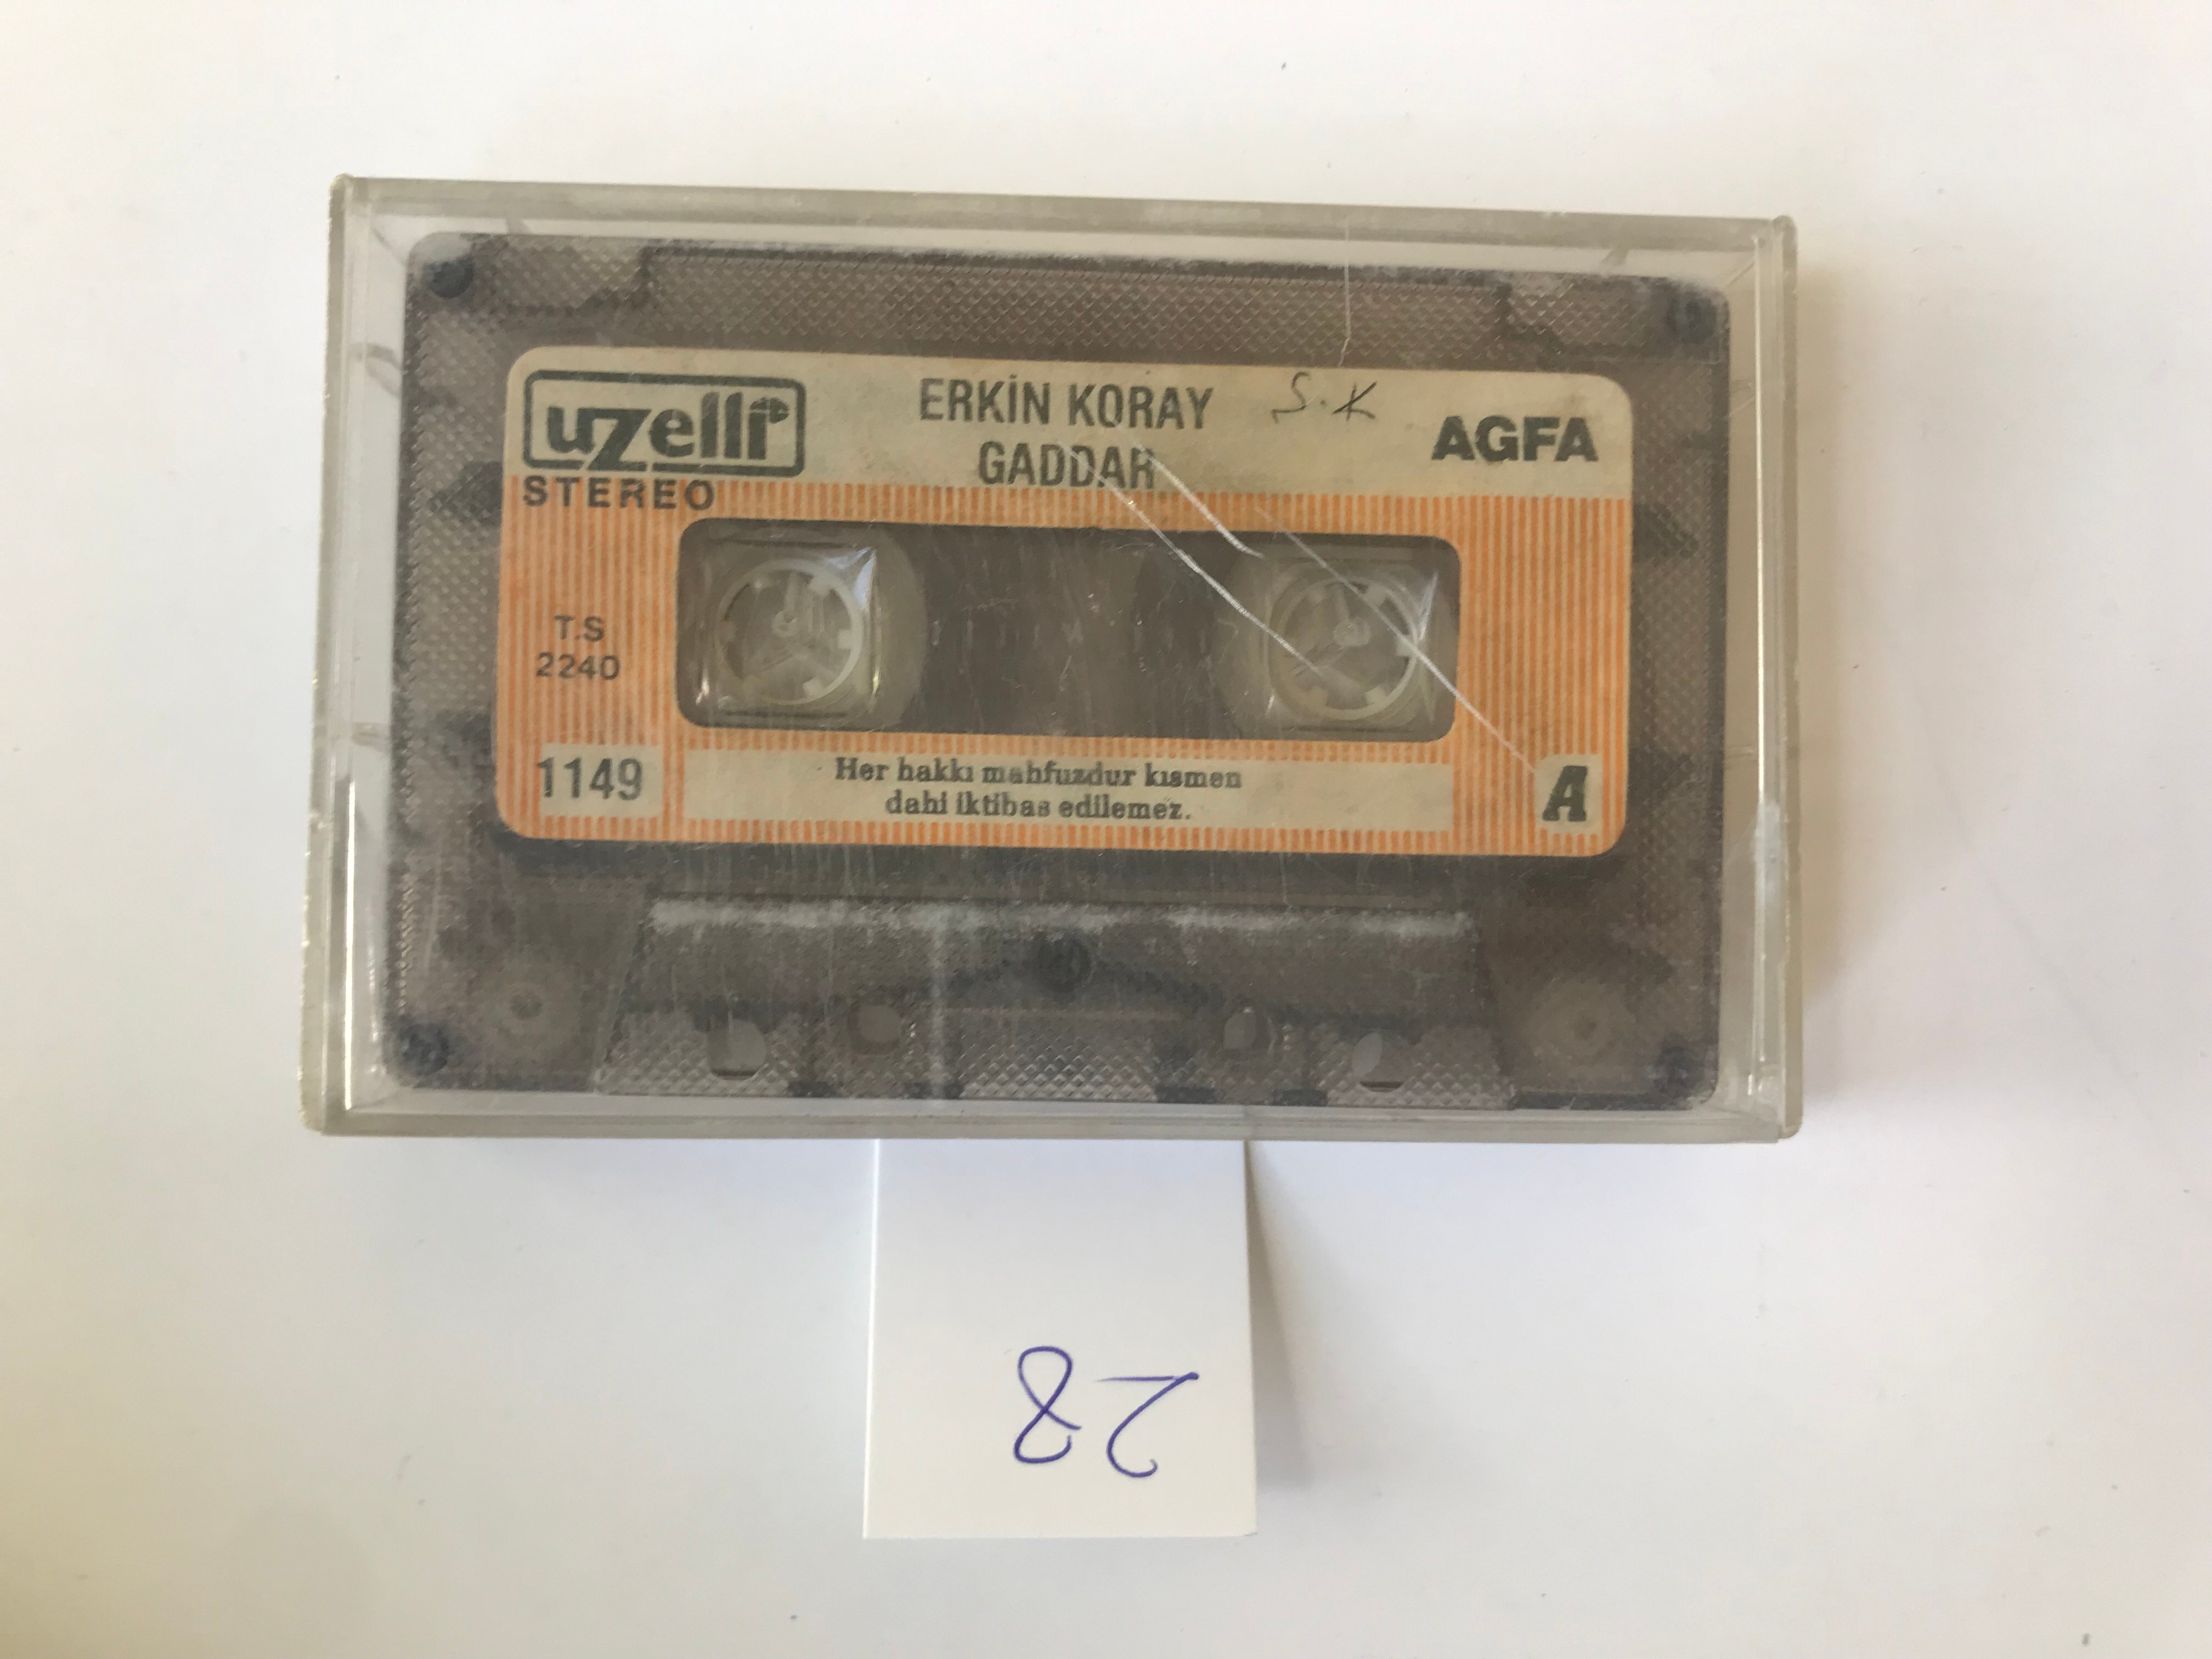 uzelli
ERKİN KORAY S.K
AGFA
GADDAR
STEREO
T.S
2240
1149
Her hakkı mahfuzdur kısmen
dahi iktibas edilemez.
A
28